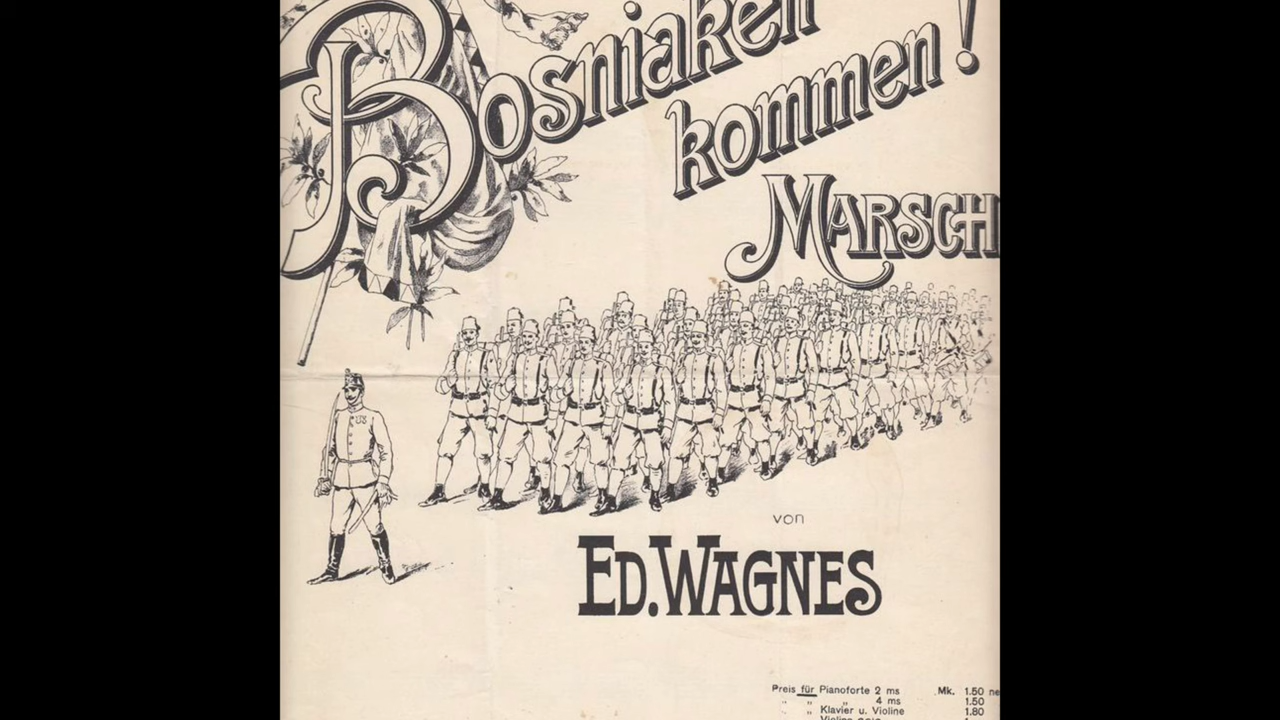 Bosniaken
kommen!
MARSCH
von
ED. WAGNES
Preis für Pianoforte 2 ms Mk. 1.50
" " " 4 ms 1.50
" " Klavier u. Violine 1.80